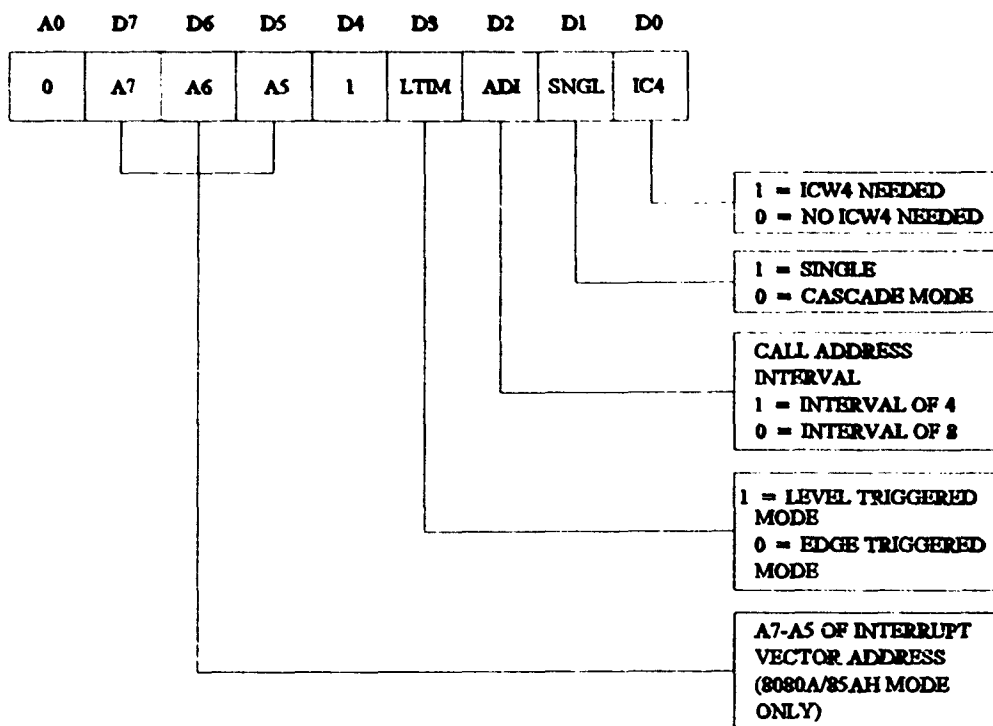 A0 D7 D6 D5 D4 D3 D2 D1 D0
0 A7 A6 A5 1 LTIM ADI SNGL IC4
1 = ICW4 NEEDED
0 = NO ICW4 NEEDED
1 = SINGLE
0 = CASCADE MODE
CALL ADDRESS
INTERVAL
1 = INTERVAL OF 4
0 = INTERVAL OF 8
1 = LEVEL TRIGGERED
MODE
0 = EDGE TRIGGERED
MODE
A7-A5 OF INTERRUPT
VECTOR ADDRESS
(8080A/85AH MODE
ONLY)